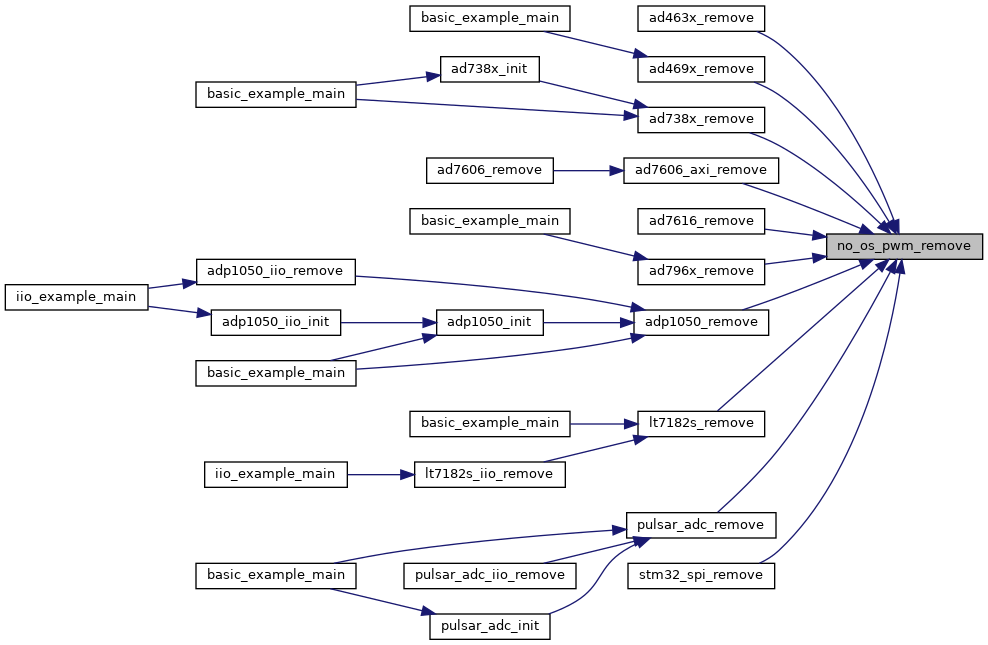 basic_example_main
ad463x_remove
ad738x_init
ad469x_remove
basic_example_main
ad738x_remove
ad7606_remove
ad7606_axi_remove
basic_example_main
ad7616_remove
no_os_pwm_remove
adp1050_iio_remove
ad796x_remove
iio_example_main
adp1050_iio_init
adp1050_init
adp1050_remove
basic_example_main
basic_example_main
lt7182s_remove
iio_example_main
lt7182s_iio_remove
pulsar_adc_remove
basic_example_main
pulsar_adc_iio_remove
stm32_spi_remove
pulsar_adc_init